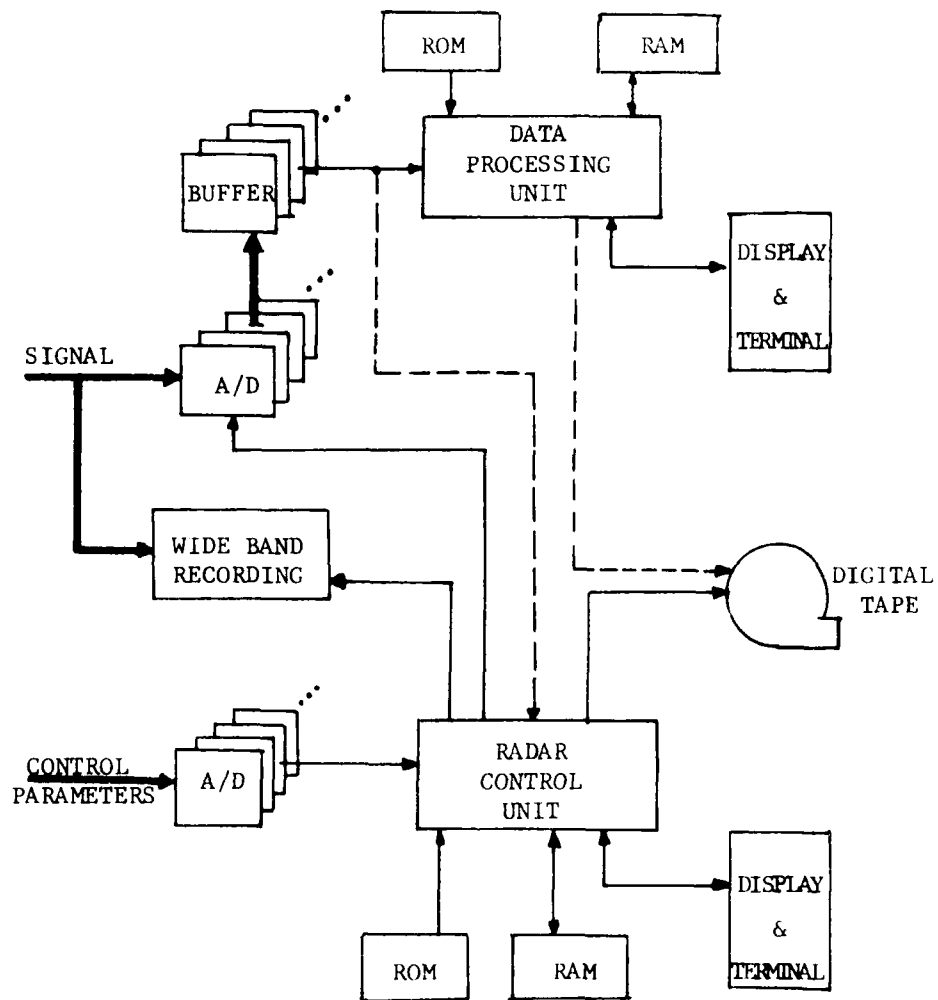 ROM
RAM
DATA
PROCESSING
UNIT
BUFFER
DISPLAY
&
TERMINAL
SIGNAL
A/D
WIDE BAND
RECORDING
DIGITAL
TAPE
CONTROL
PARAMETERS
A/D
RADAR
CONTROL
UNIT
DISPLAY
&
TERMINAL
ROM
RAM